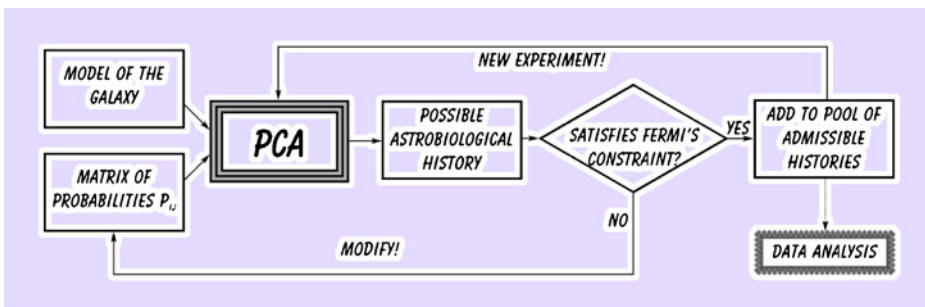 NEW EXPERIMENT!
MODEL OF THE
GALAXY
PCA
POSSIBLE
ASTROBIOLOGICAL
HISTORY
SATISFIES FERMI'S
CONSTRAINT?
YES
ADD TO POOL OF
ADMISSIBLE
HISTORIES
MATRIX OF
PROBABILITIES Pᵢⱼ
NO
MODIFY!
DATA ANALYSIS